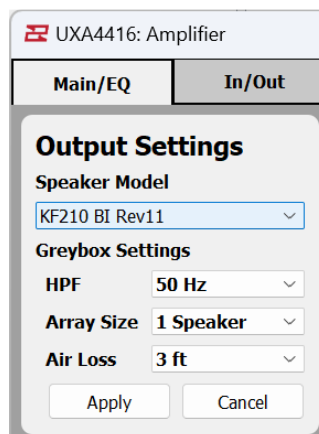 UXA4416: Amplifier
Main/EQ In/Out
Output Settings
Speaker Model
KF210 BI Rev11
Greybox Settings
HPF 50 Hz
Array Size 1 Speaker
Air Loss 3 ft
Apply Cancel